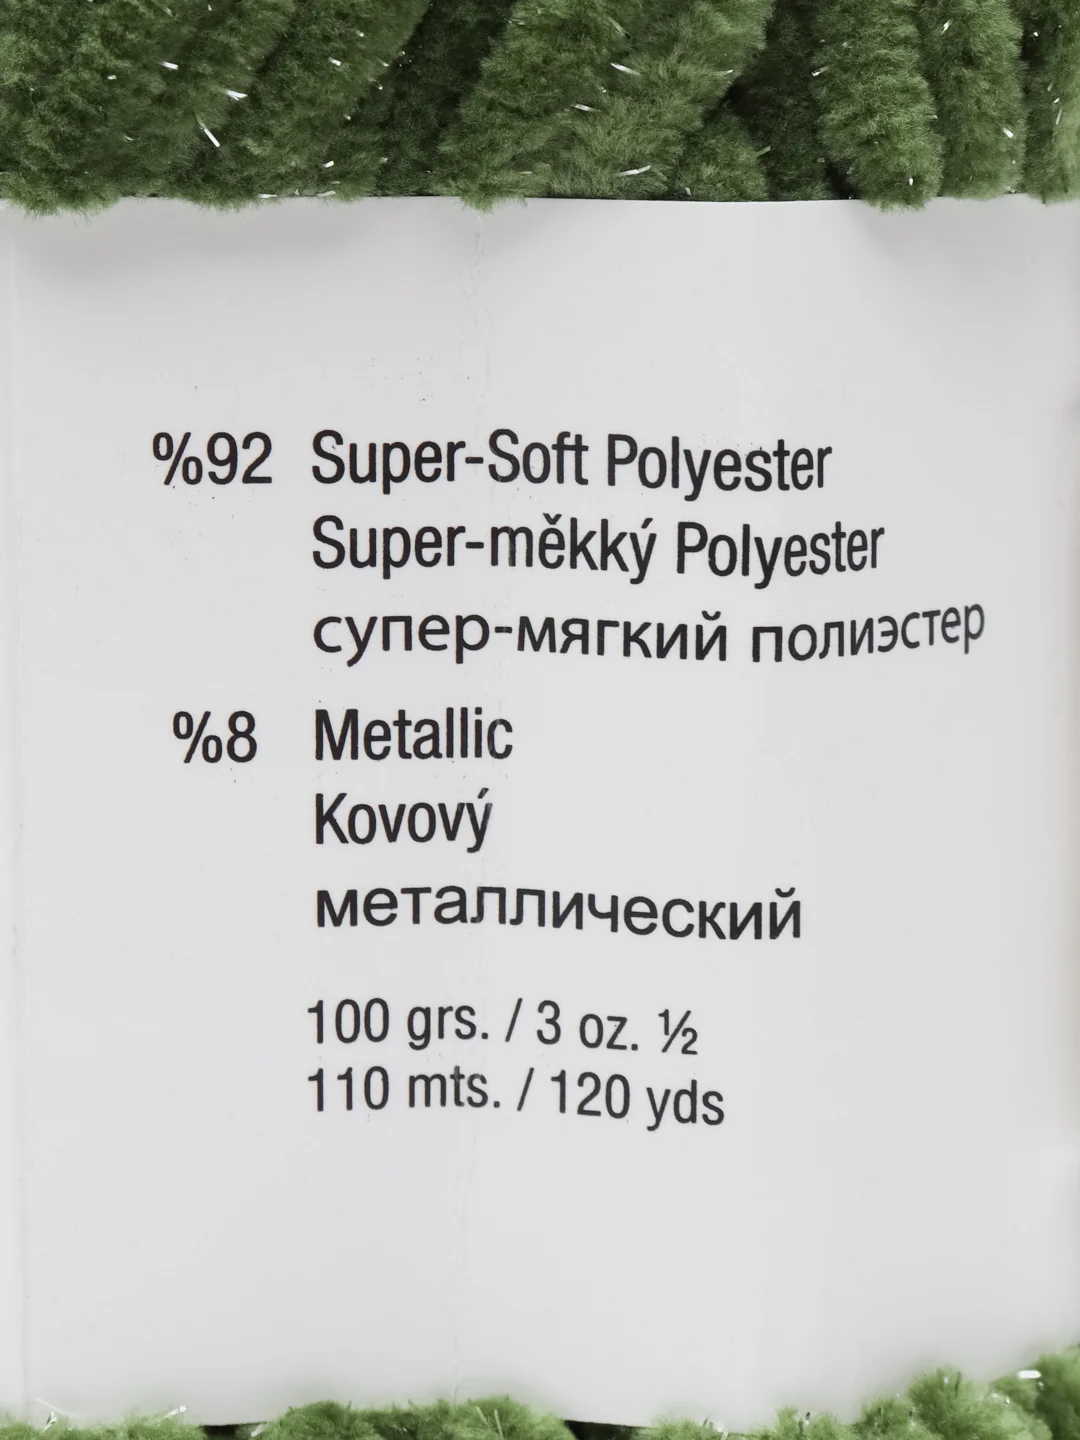 %92 Super-Soft Polyester
Super-měkký Polyester
супер-мягкий полиэстер
%8 Metallic
Kovový
металлический
100 grs. / 3 oz. ½
110 mts. / 120 yds